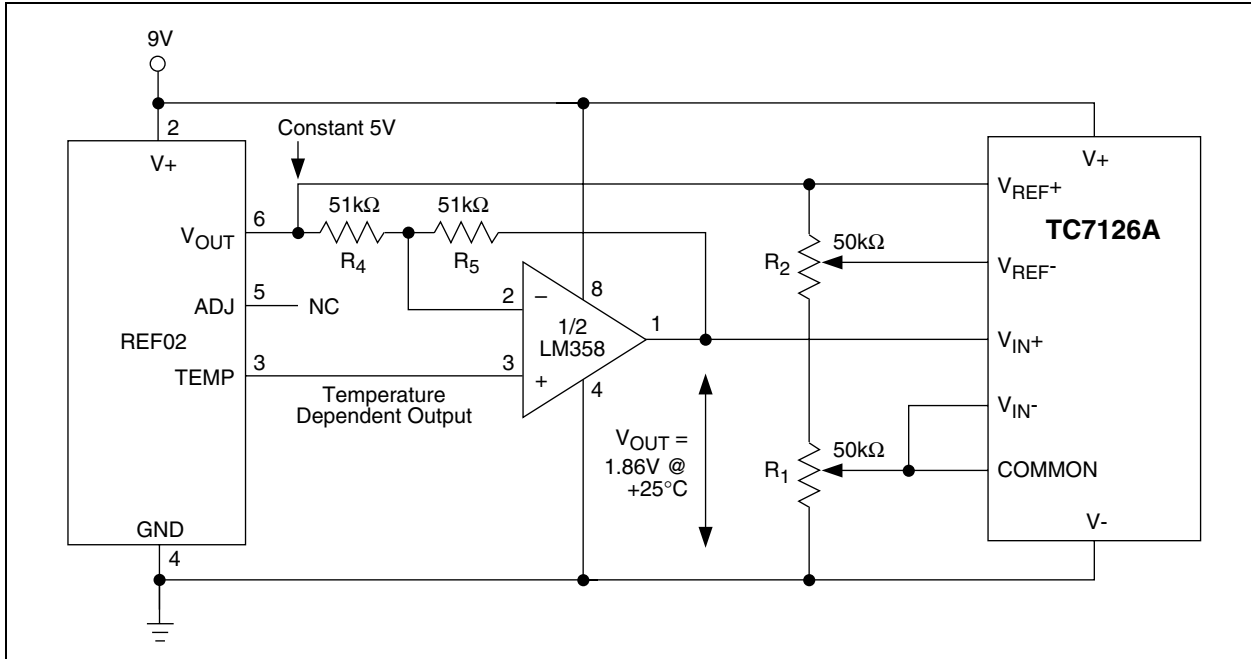 9V
2
V+
Constant 5V
V+
51kΩ
51kΩ
6
VOUT
R4
R5
VREF+
TC7126A
50kΩ
R2
VREF-
5
ADJ
NC
2
–
8
1/2
LM358
1
REF02
VIN+
3
TEMP
3
+
4
Temperature
Dependent Output
VIN-
VOUT =
1.86V @
+25°C
50kΩ
R1
COMMON
V-
GND
4